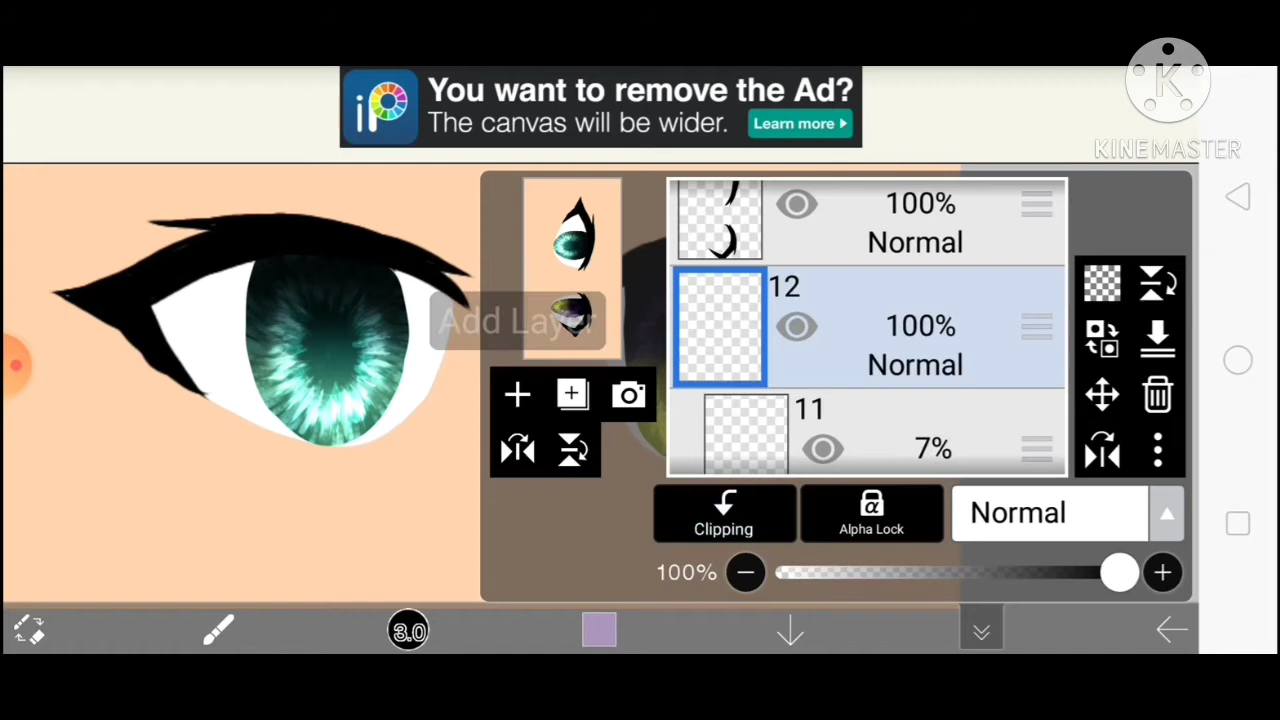 iP
You want to remove the Ad?
The canvas will be wider.
Learn more
K
KINEMASTER
100%
Normal
12
100%
Normal
11
7%
Add Layer
Clipping
α
Alpha Lock
Normal
100%
3.0